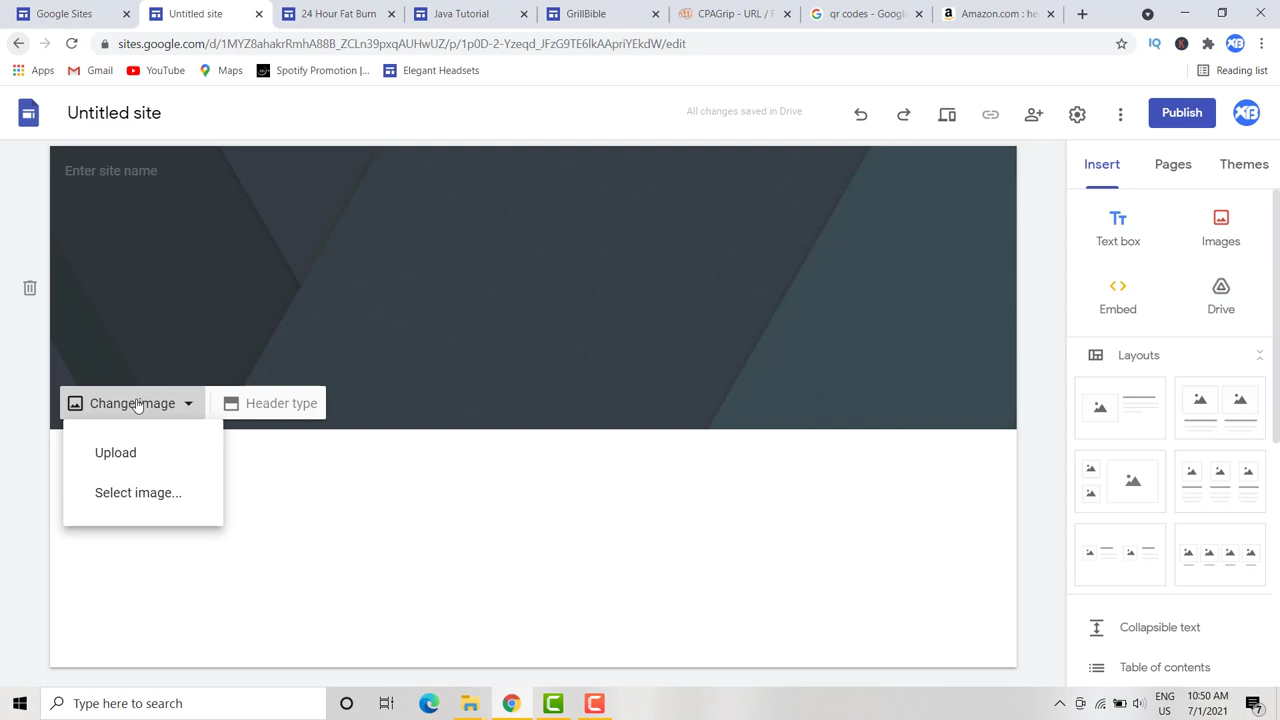 Google Sites
Untitled site
24 Hour Fat Burn
Java Tutorial
GrillBible
CPAGrip - URL / F
qr codes - Google
Amazon.com : he
sites.google.com/d/1MYZ8ahakrRmhA88B_ZCLn39pxqAUHwUZ/p/1p0D-2-Yzeqd_JFzG9TE6lkAApriYEkdW/edit
Apps
Gmail
YouTube
Maps
Spotify Promotion |...
Elegant Headsets
Reading list
Untitled site
All changes saved in Drive
Publish
Enter site name
Insert
Pages
Themes
Text box
Images
Embed
Drive
Layouts
Change image
Header type
Upload
Select image...
Collapsible text
Table of contents
Type here to search
ENG
US
10:50 AM
7/1/2021
7